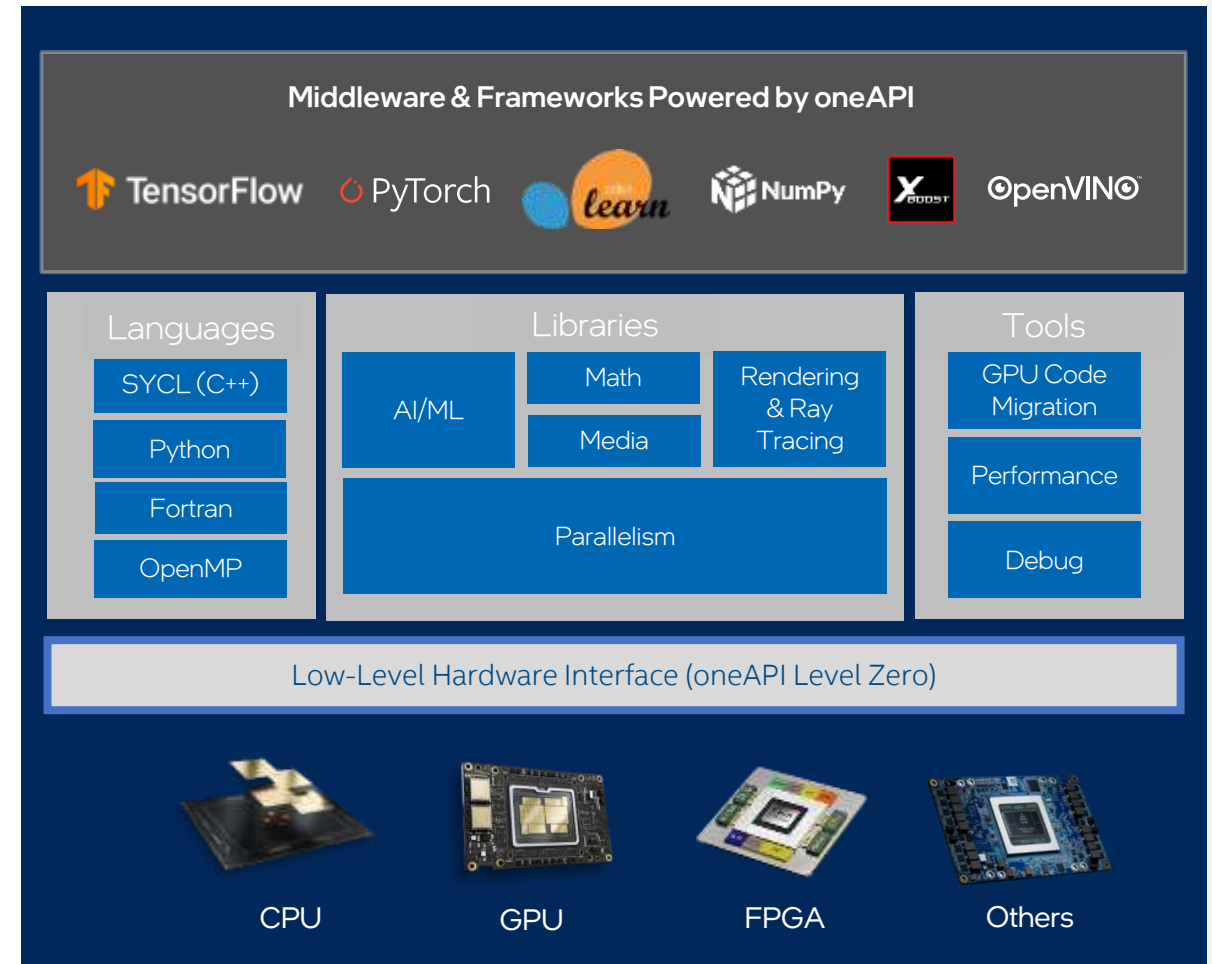 Middleware & Frameworks Powered by oneAPI
TensorFlow
PyTorch
learn
NumPy
XBOOST
OpenVINO
Languages
SYCL (C++)
Python
Fortran
OpenMP
Libraries
AI/ML
Math
Media
Rendering
& Ray
Tracing
Parallelism
Tools
GPU Code
Migration
Performance
Debug
Low-Level Hardware Interface (oneAPI Level Zero)
CPU
GPU
FPGA
Others